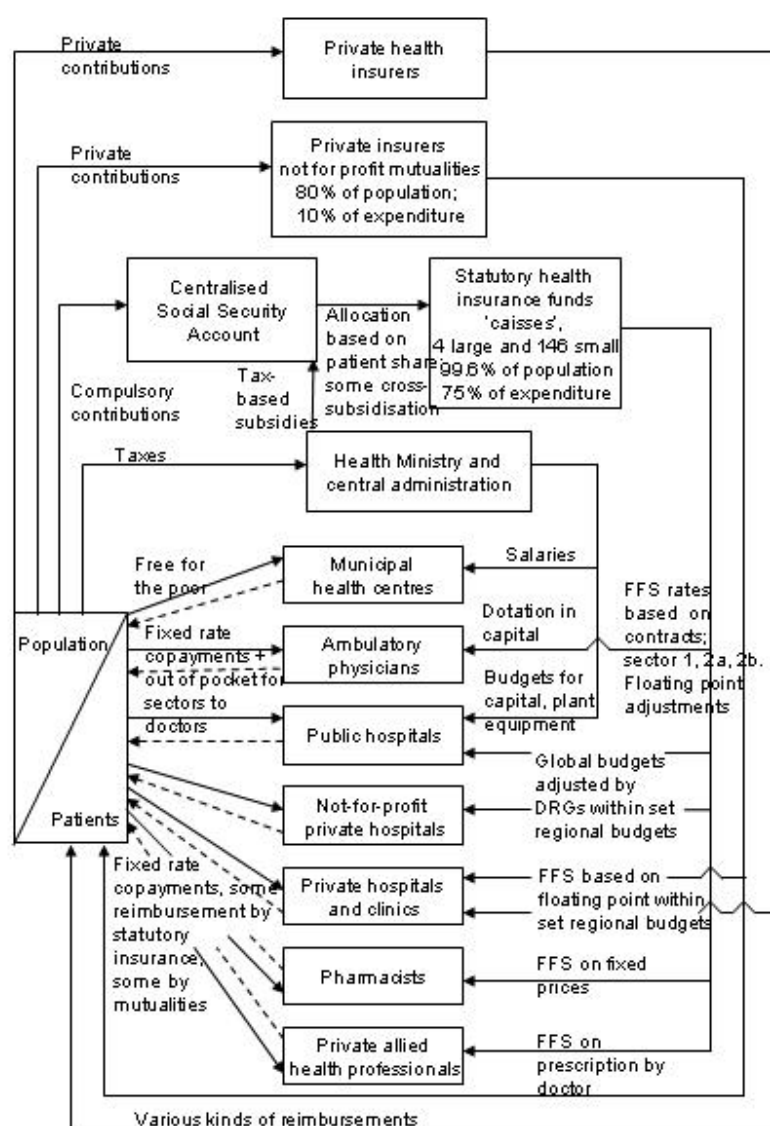 Private
contributions
Private health
insurers
Private
contributions
Private insurers
not for profit mutualities
80% of population;
10% of expenditure
Centralised
Social Security
Account
Allocation
based on
patient share;
some cross-
subsidisation
Statutory health
insurance funds
'caisses',
4 large and 146 small
99.6% of population
75% of expenditure
Compulsory
contributions
Tax-
based
subsidies
Taxes
Health Ministry and
central administration
Free for
the poor
Municipal
health centres
Salaries
Population
Patients
Fixed rate
copayments +
out of pocket for
sectors to
doctors
Ambulatory
physicians
Dotation in
capital
FFS rates
based on
contracts;
sector 1, 2a, 2b.
Floating point
adjustments
Public hospitals
Budgets for
capital, plant
equipment
Global budgets
adjusted by
DRGs within set
regional budgets
Not-for-profit
private hospitals
Fixed rate
copayments, some
reimbursement by
statutory
insurance,
some by
mutualities
Private hospitals
and clinics
FFS based on
floating point within
set regional budgets
Pharmacists
FFS on fixed
prices
Private allied
health professionals
FFS on
prescription by
doctor
Various kinds of reimbursements